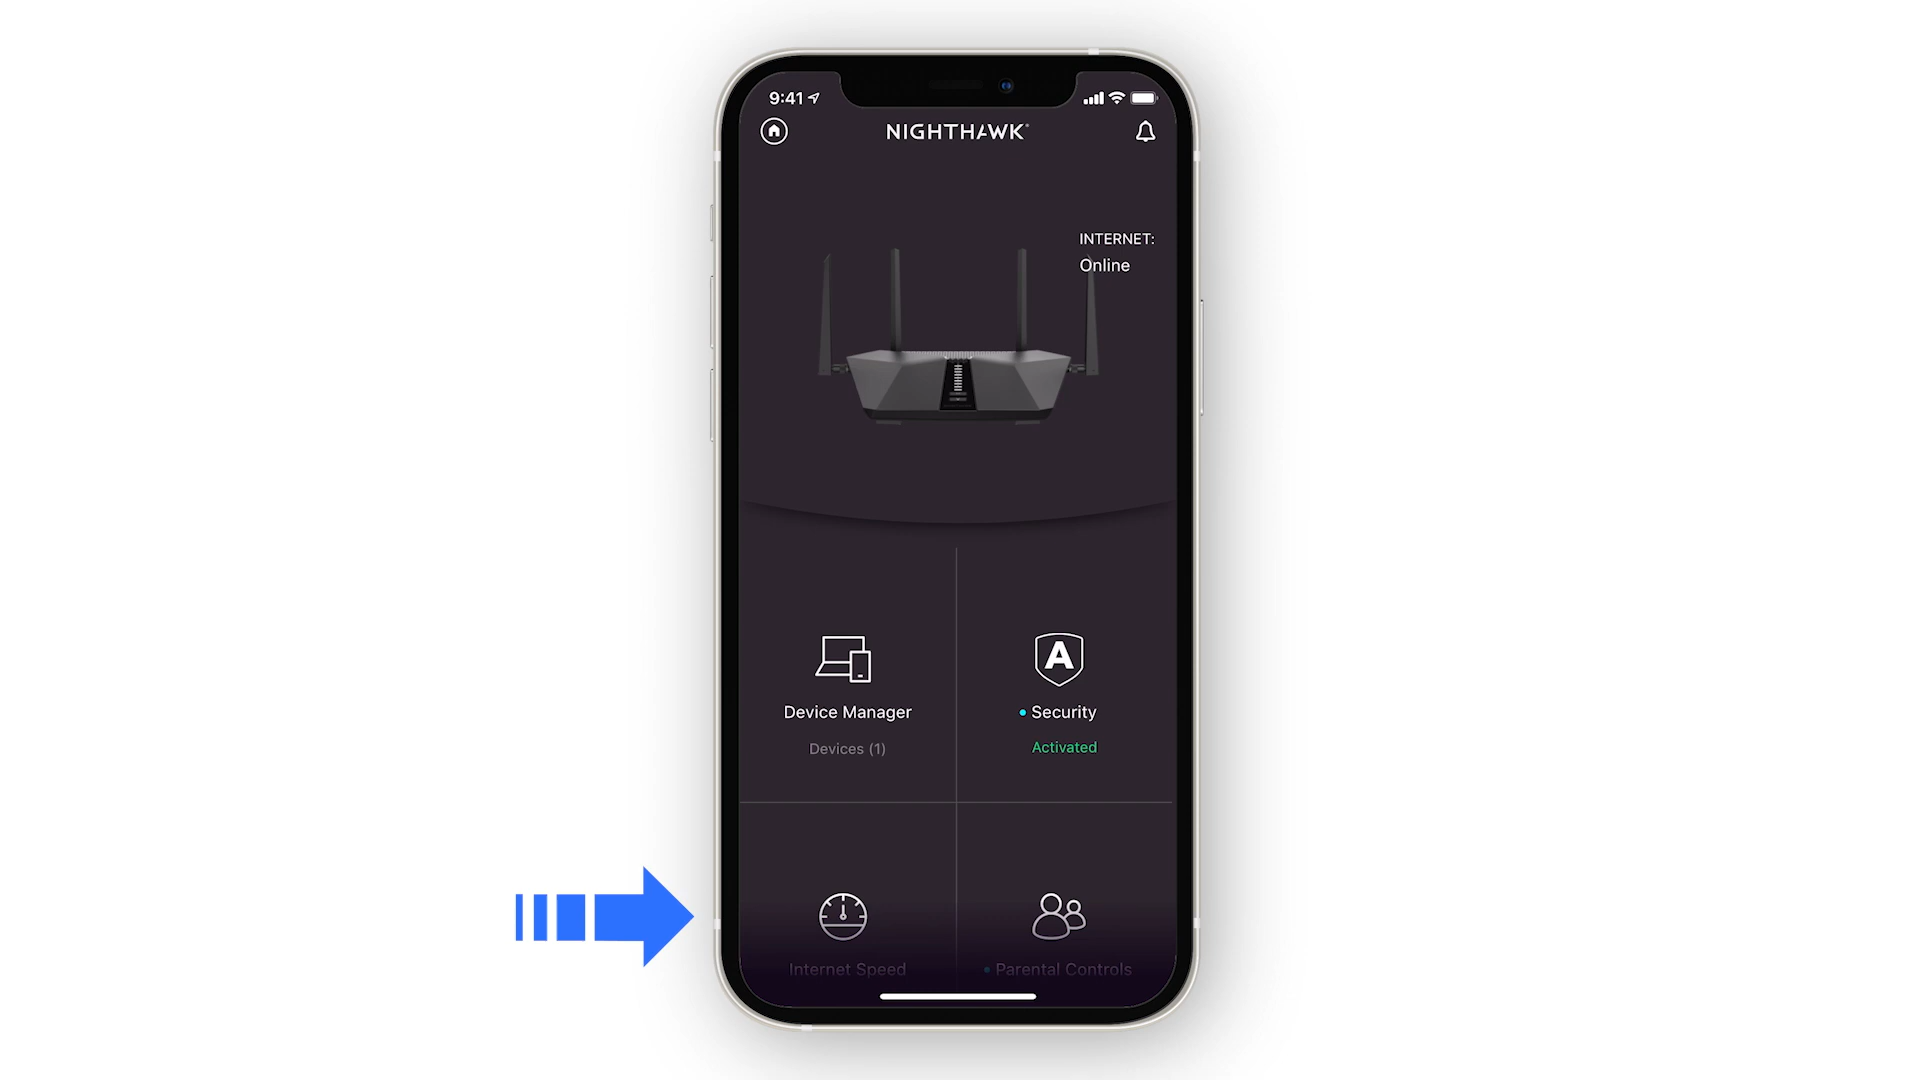 9:41
NIGHTHAWK
INTERNET:
Online
Device Manager
Devices (1)
A
Security
Activated
Internet Speed
Parental Controls